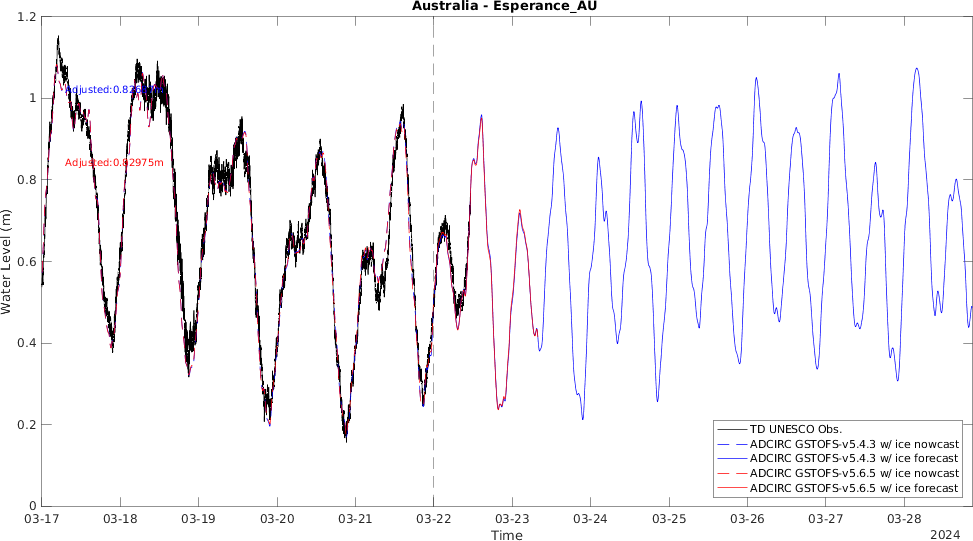 Australia - Esperance_AU
1.2
1
0.8
0.6
0.4
0.2
0
Water Level (m)
Adjusted:0.82975m
03-17
03-18
03-19
03-20
03-21
03-22
03-23
03-24
03-25
03-26
03-27
03-28
2024
Time
TD UNESCO Obs.
ADCIRC GSTOFS-v5.4.3 w/ ice nowcast
ADCIRC GSTOFS-v5.4.3 w/ ice forecast
ADCIRC GSTOFS-v5.6.5 w/ ice nowcast
ADCIRC GSTOFS-v5.6.5 w/ ice forecast